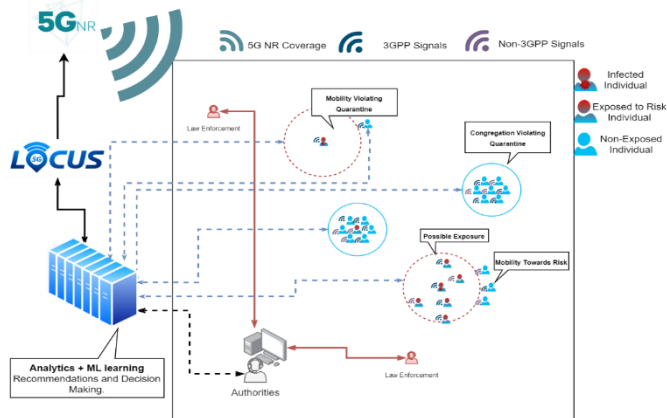 5G NR
5G NR Coverage
3GPP Signals
Non-3GPP Signals
Infected
Individual
Exposed to Risk
Individual
Non-Exposed
Individual
Mobility Violating
Quarantine
Law Enforcement
Congregation Violating
Quarantine
LOCUS
5G
Possible Exposure
Mobility Towards Risk
Analytics + ML learning
Recommendations and Decision
Making.
Authorities
Law Enforcement